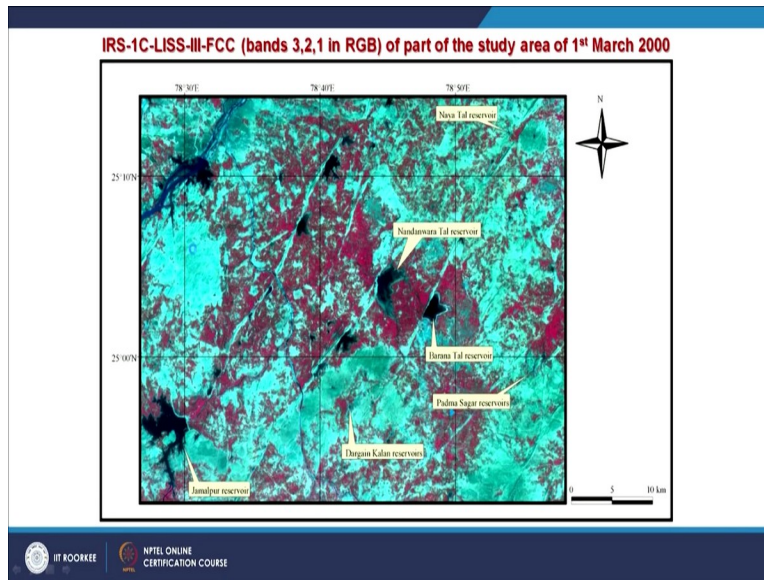 IRS-1C-LISS-III-FCC (bands 3,2,1 in RGB) of part of the study area of 1st March 2000
78°30'E 78°40'E 78°50'E
N
Naya Tal reservoir
25°10'N
Nandanwara Tal reservoir
Barana Tal reservoir
25°00'N
Padma Sagar reservoirs
Dargain Kalan reservoirs
Jamalpur reservoir
0 5 10 km
IIT ROORKEE
NPTEL
NPTEL ONLINE
CERTIFICATION COURSE